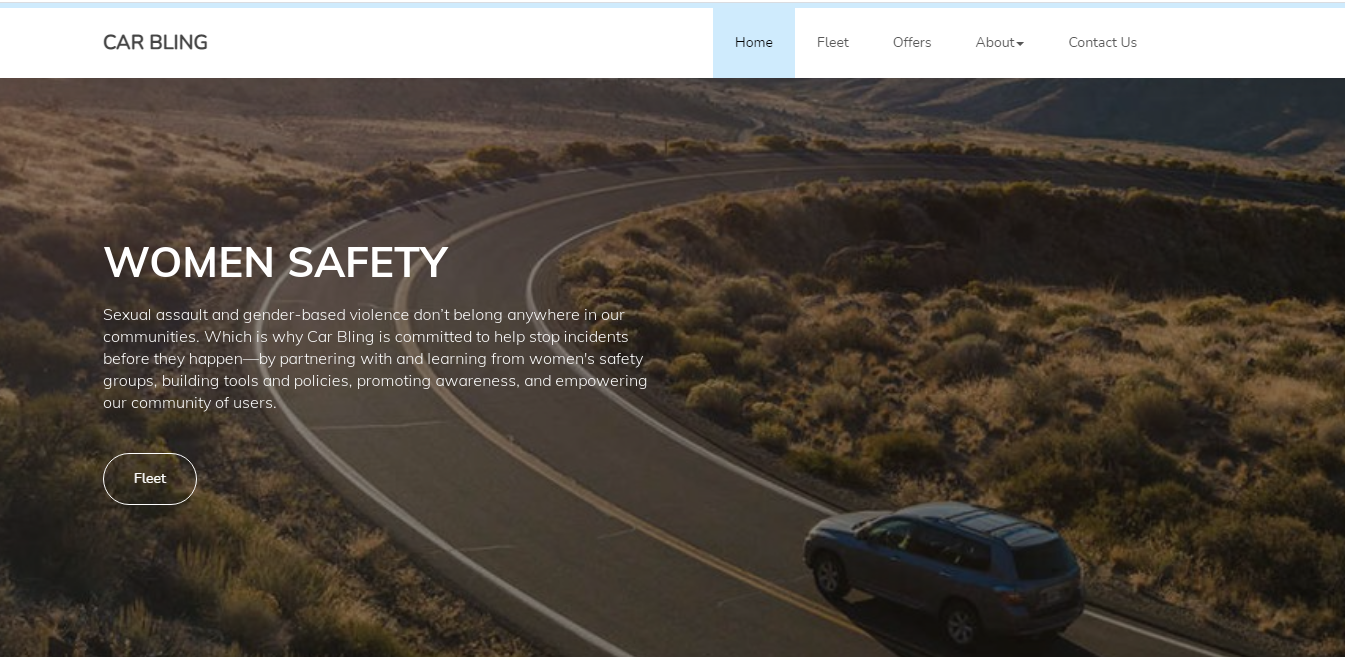 CAR BLING
Home
Fleet
Offers
About
Contact Us
WOMEN SAFETY
Sexual assault and gender-based violence don’t belong anywhere in our
communities. Which is why Car Bling is committed to help stop incidents
before they happen—by partnering with and learning from women's safety
groups, building tools and policies, promoting awareness, and empowering
our community of users.
Fleet